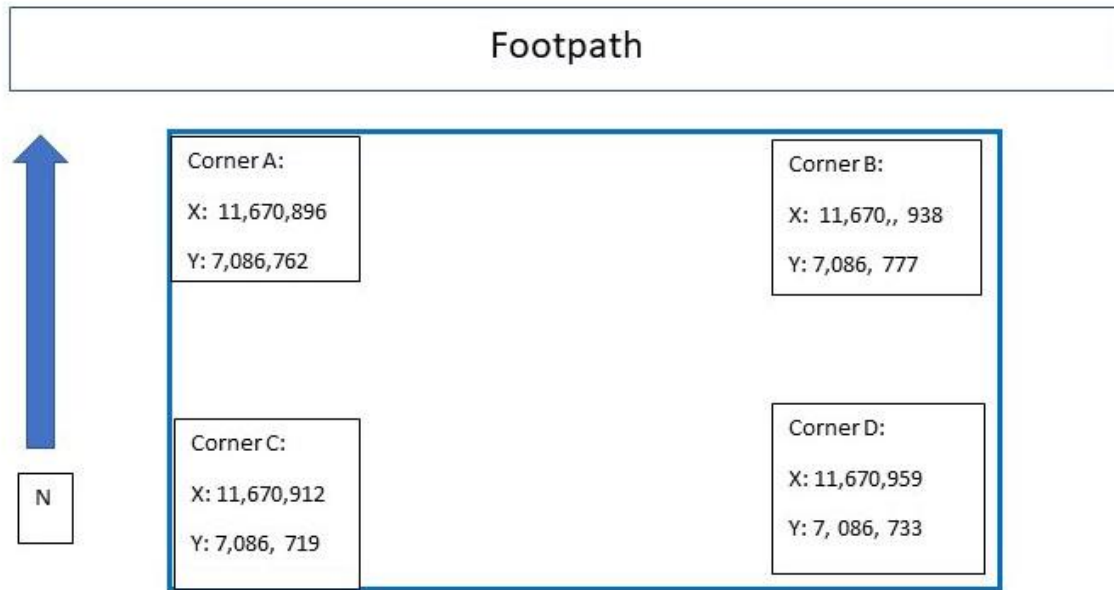 Footpath
Corner A:
X: 11,670,896
Y: 7,086,762
Corner B:
X: 11,670,, 938
Y: 7,086, 777
N
Corner C:
X: 11,670,912
Y: 7,086, 719
Corner D:
X: 11,670,959
Y: 7, 086, 733